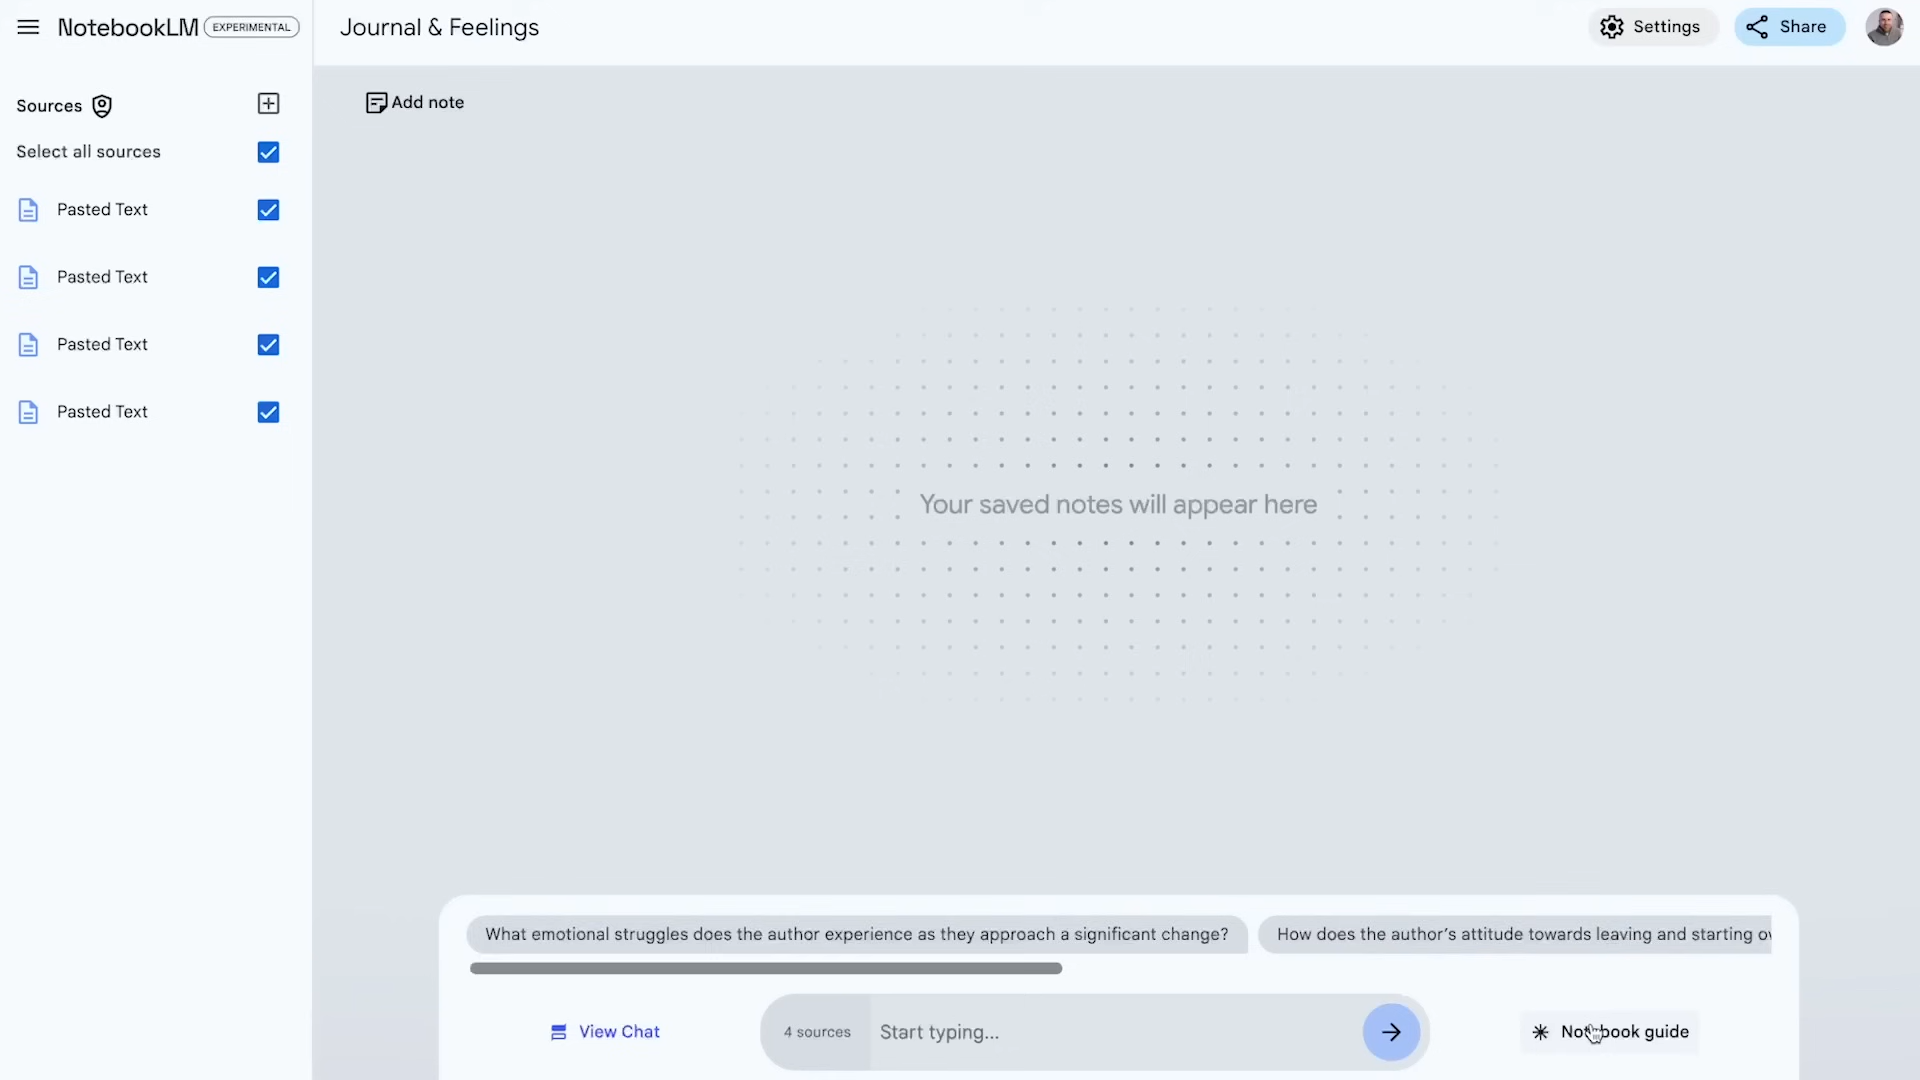 NotebookLM EXPERIMENTAL
Journal & Feelings
Settings
Share
Sources
Add note
Select all sources
Pasted Text
Pasted Text
Pasted Text
Pasted Text
Your saved notes will appear here
What emotional struggles does the author experience as they approach a significant change?
How does the author's attitude towards leaving and starting
View Chat
4 sources
Start typing...
Notebook guide